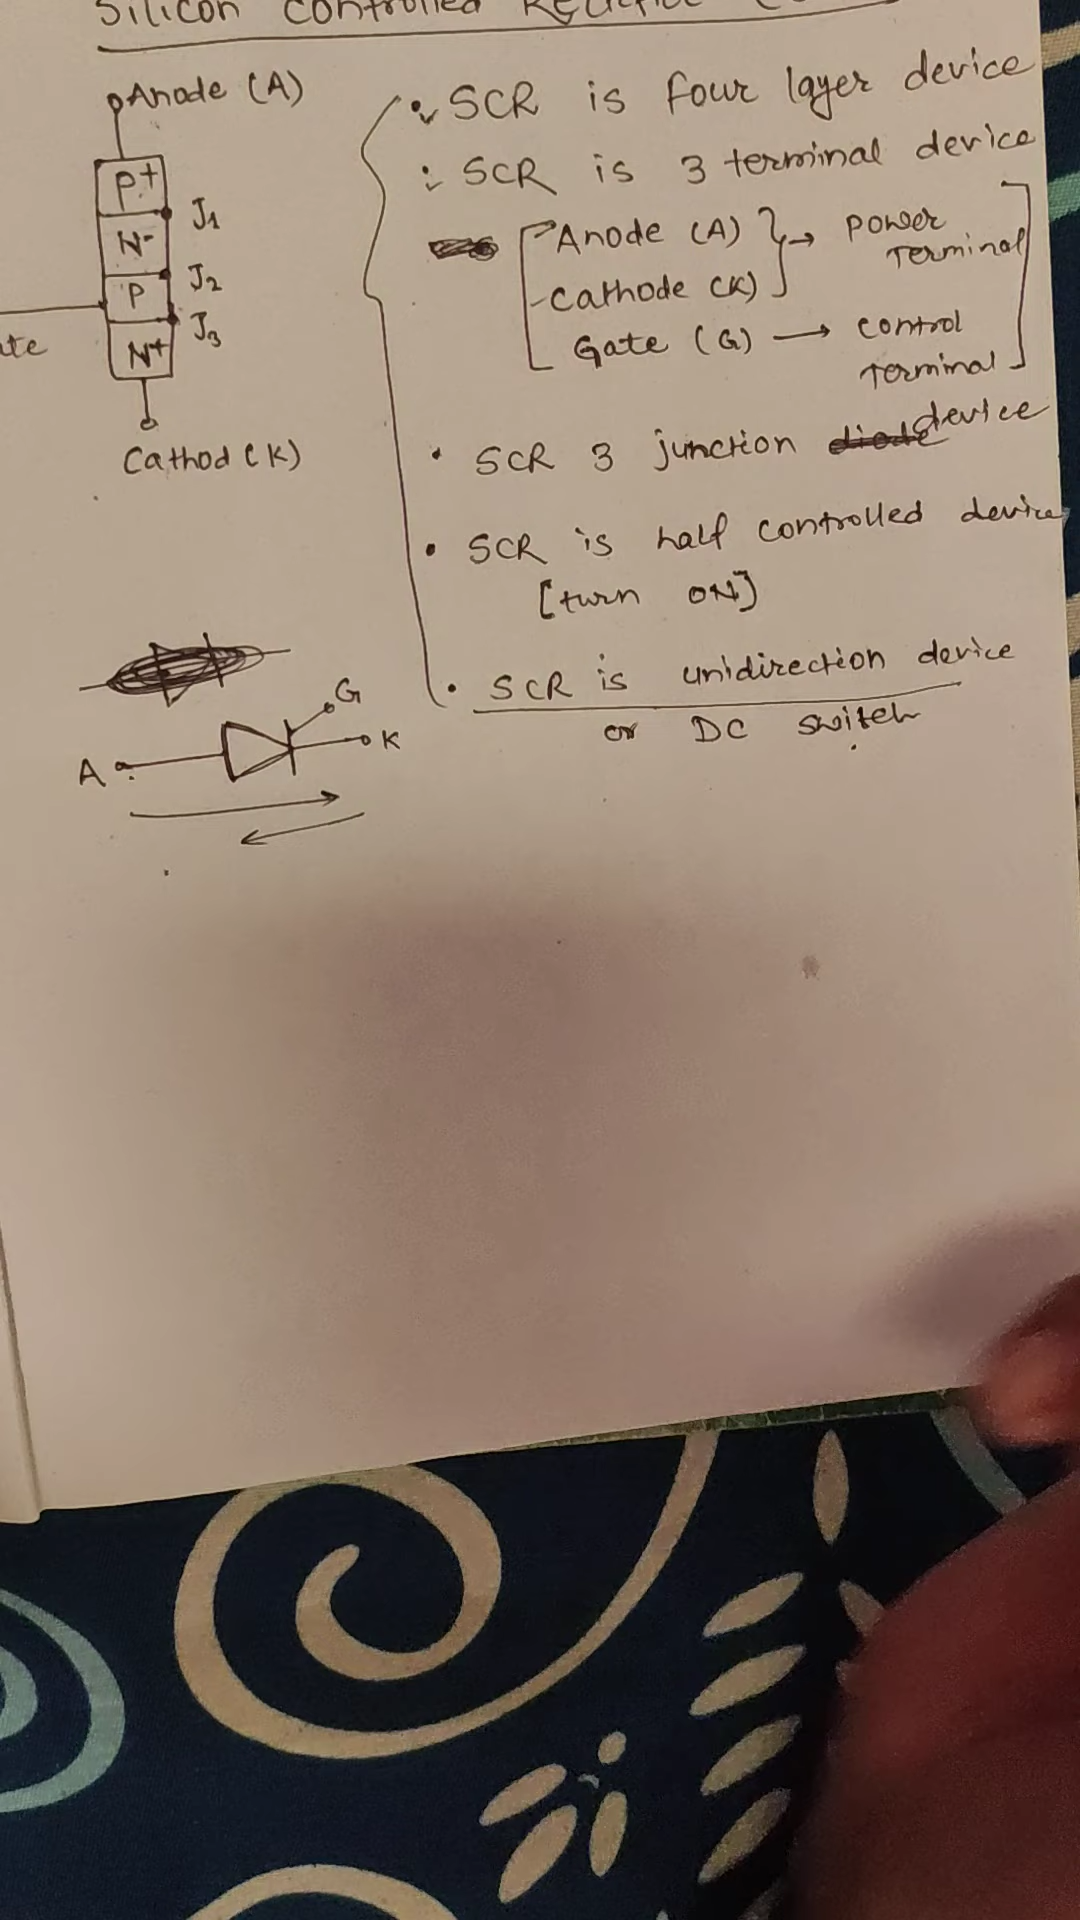 Silicon Controlled Rectifier
Anode (A)
P+
J1
N-
J2
P
J3
N+
Cathod (K)
SCR is four layer device
SCR is 3 terminal device
Anode (A) → power terminal
Cathode (K)
Gate (G) → control terminal
• SCR 3 junction device
• SCR is half controlled device
[turn ON]
• SCR is unidirection device
or DC switch
G
A
K